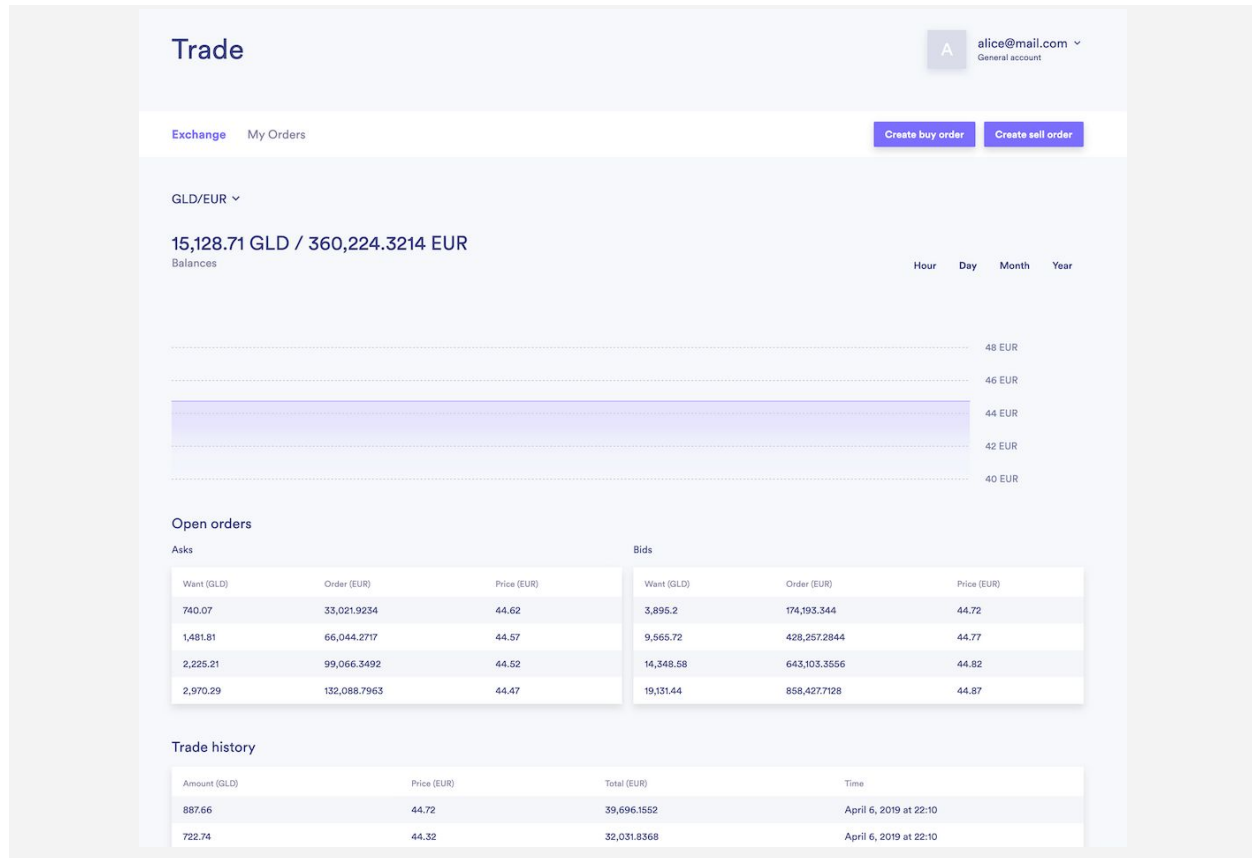 Trade
A
alice@mail.com
General account
Exchange My Orders
Create buy order Create sell order
GLD/EUR
15,128.71 GLD / 360,224.3214 EUR
Balances
Hour Day Month Year
48 EUR
46 EUR
44 EUR
42 EUR
40 EUR
Open orders
Asks
Want (GLD) Order (EUR) Price (EUR)
740.07 33,021.9234 44.62
1,481.81 66,044.2717 44.57
2,225.21 99,066.3492 44.52
2,970.29 132,088.7963 44.47
Bids
Want (GLD) Order (EUR) Price (EUR)
3,895.2 174,193.344 44.72
9,565.72 428,257.2844 44.77
14,348.58 643,103.3556 44.82
19,131.44 858,427.7128 44.87
Trade history
Amount (GLD) Price (EUR) Total (EUR) Time
887.66 44.72 39,696.1552 April 6, 2019 at 22:10
722.74 44.32 32,031.8368 April 6, 2019 at 22:10